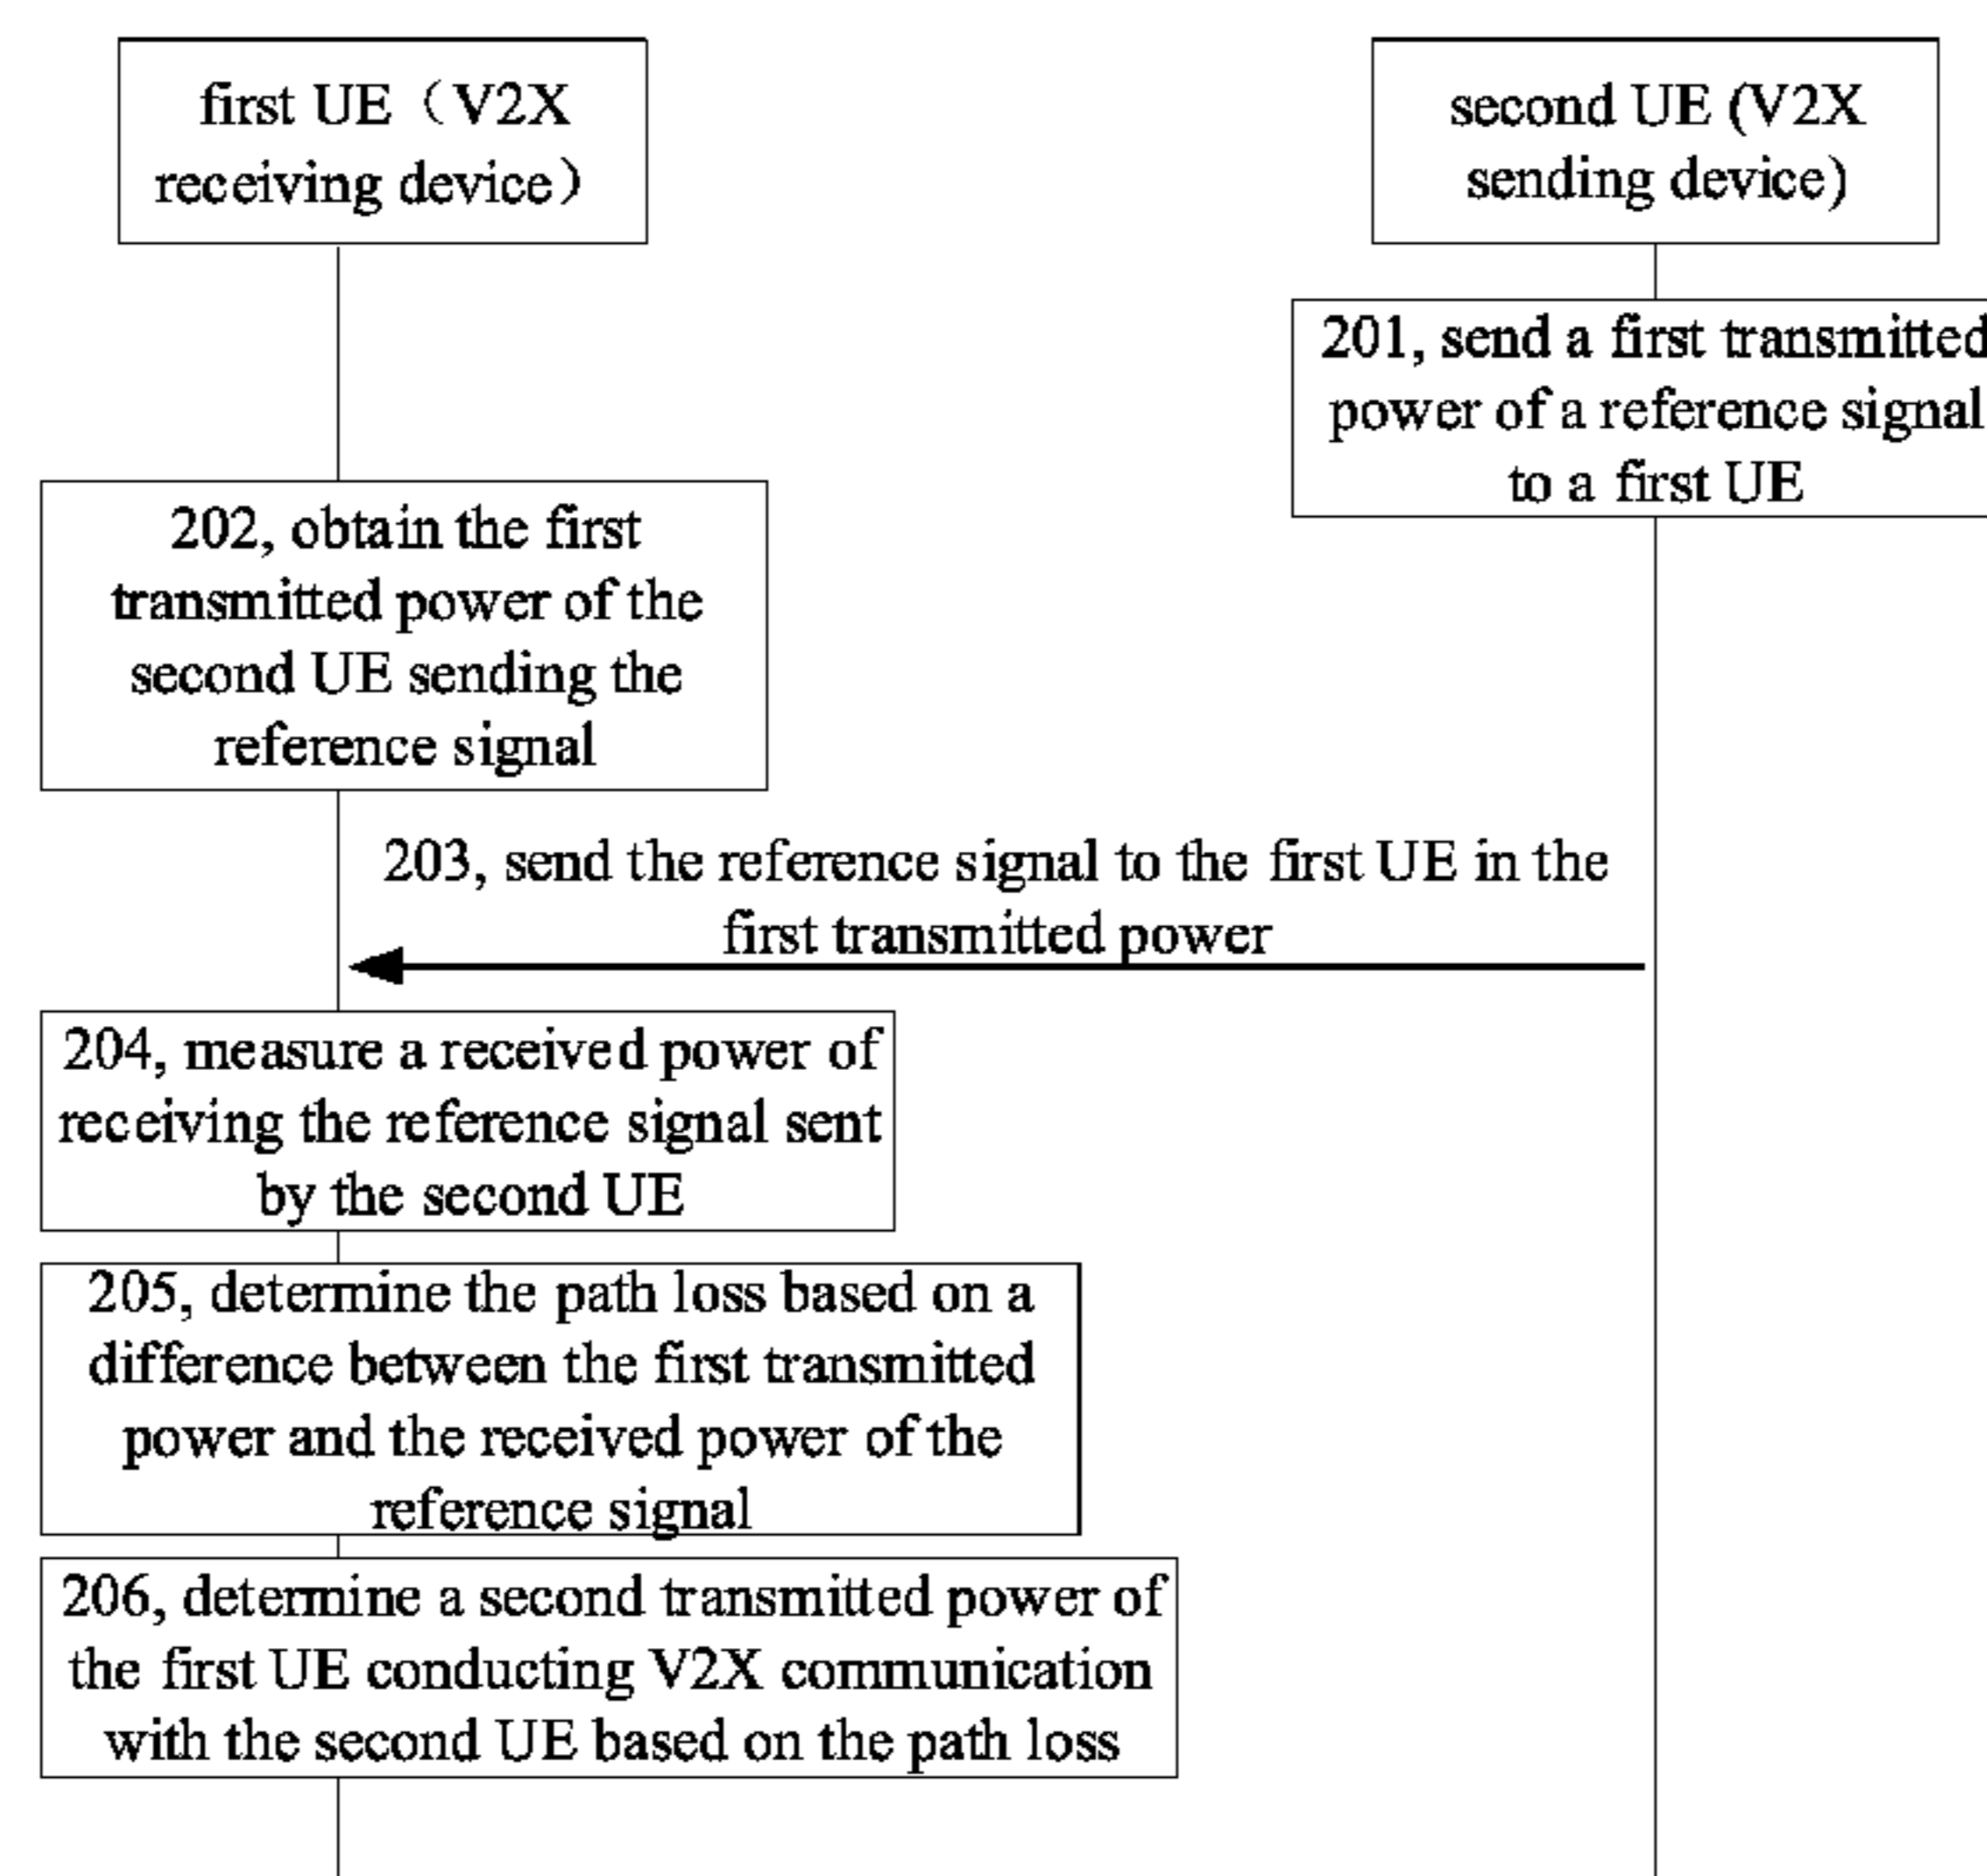 first UE（V2X
receiving device）
second UE (V2X
sending device)
201, send a first transmitted
power of a reference signal
to a first UE
202, obtain the first
transmitted power of the
second UE sending the
reference signal
203, send the reference signal to the first UE in the
first transmitted power
204, measure a received power of
receiving the reference signal sent
by the second UE
205, determine the path loss based on a
difference between the first transmitted
power and the received power of the
reference signal
206, determine a second transmitted power of
the first UE conducting V2X communication
with the second UE based on the path loss